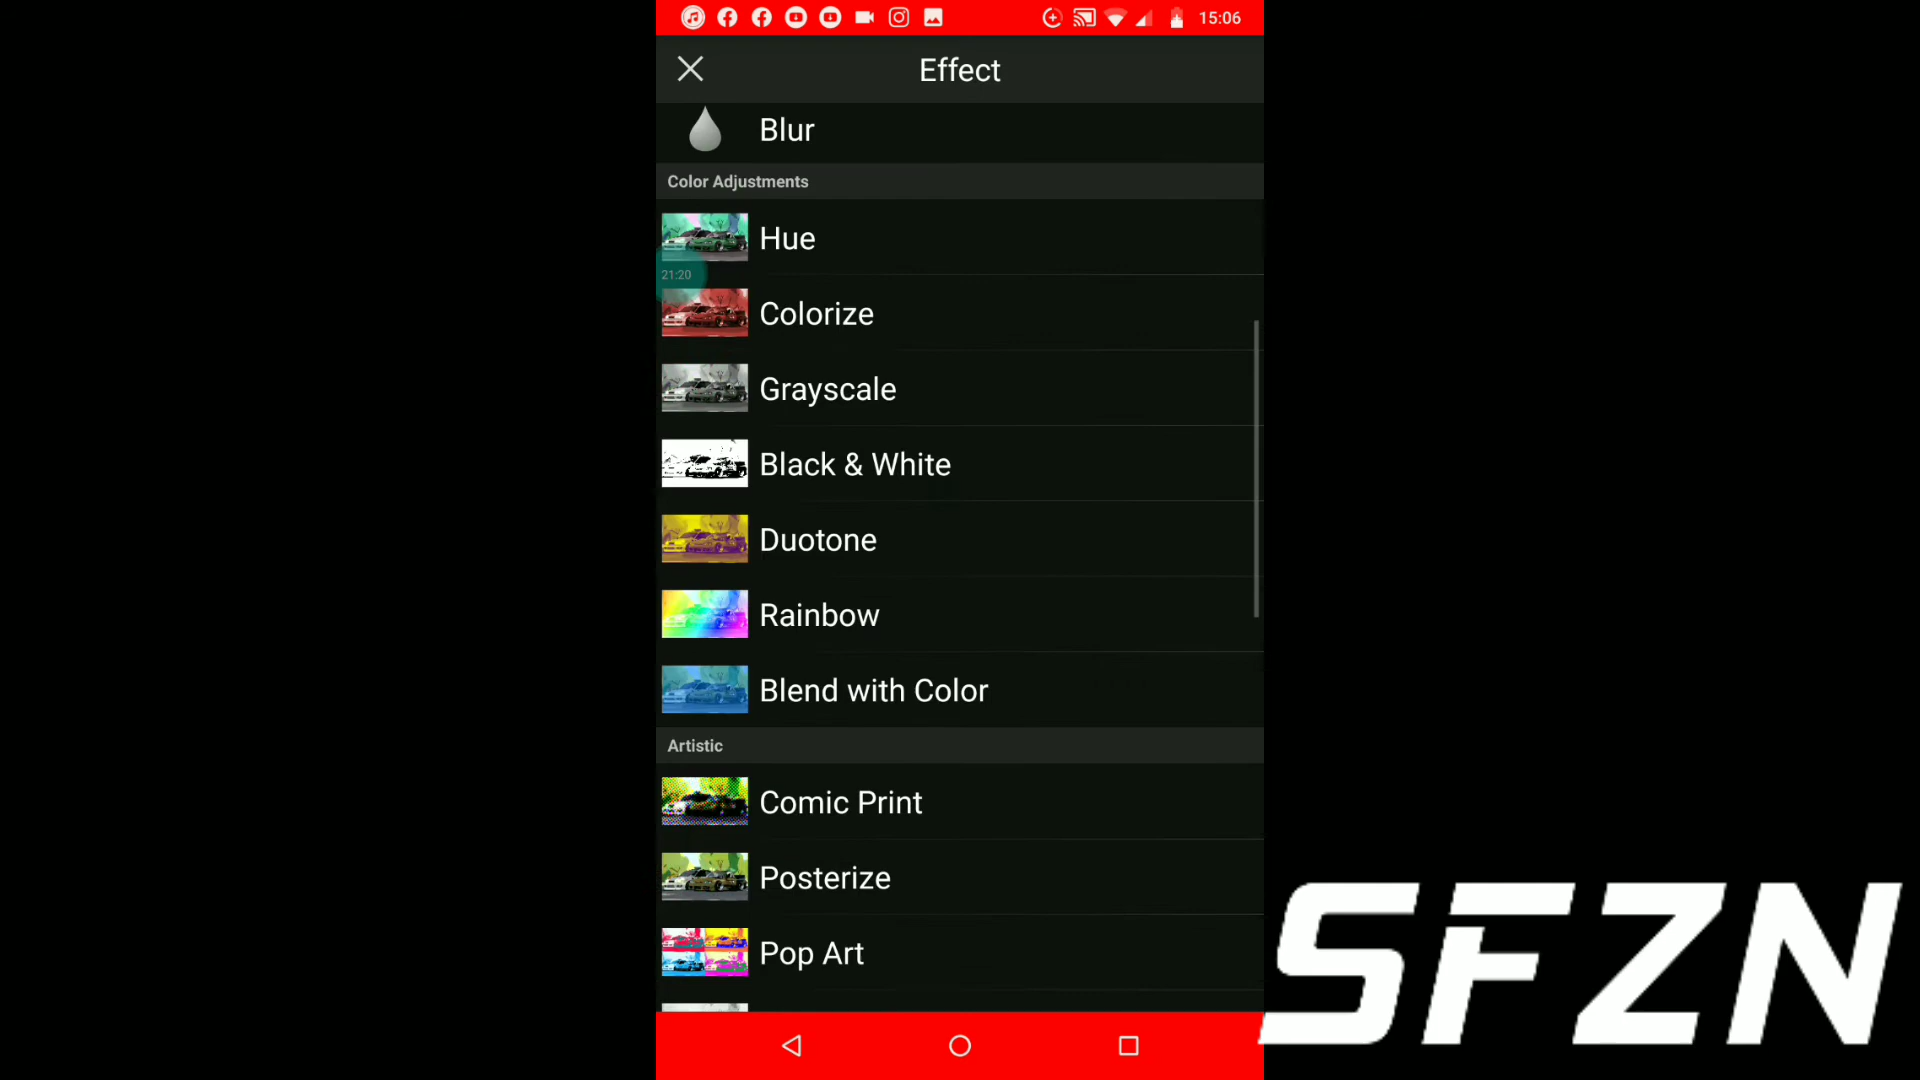 15:06
Effect
Blur
Color Adjustments
Hue
21:20
Colorize
Grayscale
Black & White
Duotone
Rainbow
Blend with Color
Artistic
Comic Print
Posterize
Pop Art
SFZN